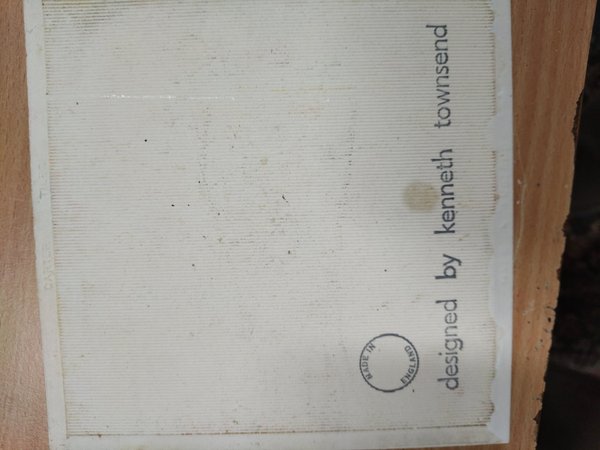 MADE IN
ENGLAND
designed by kenneth townsend